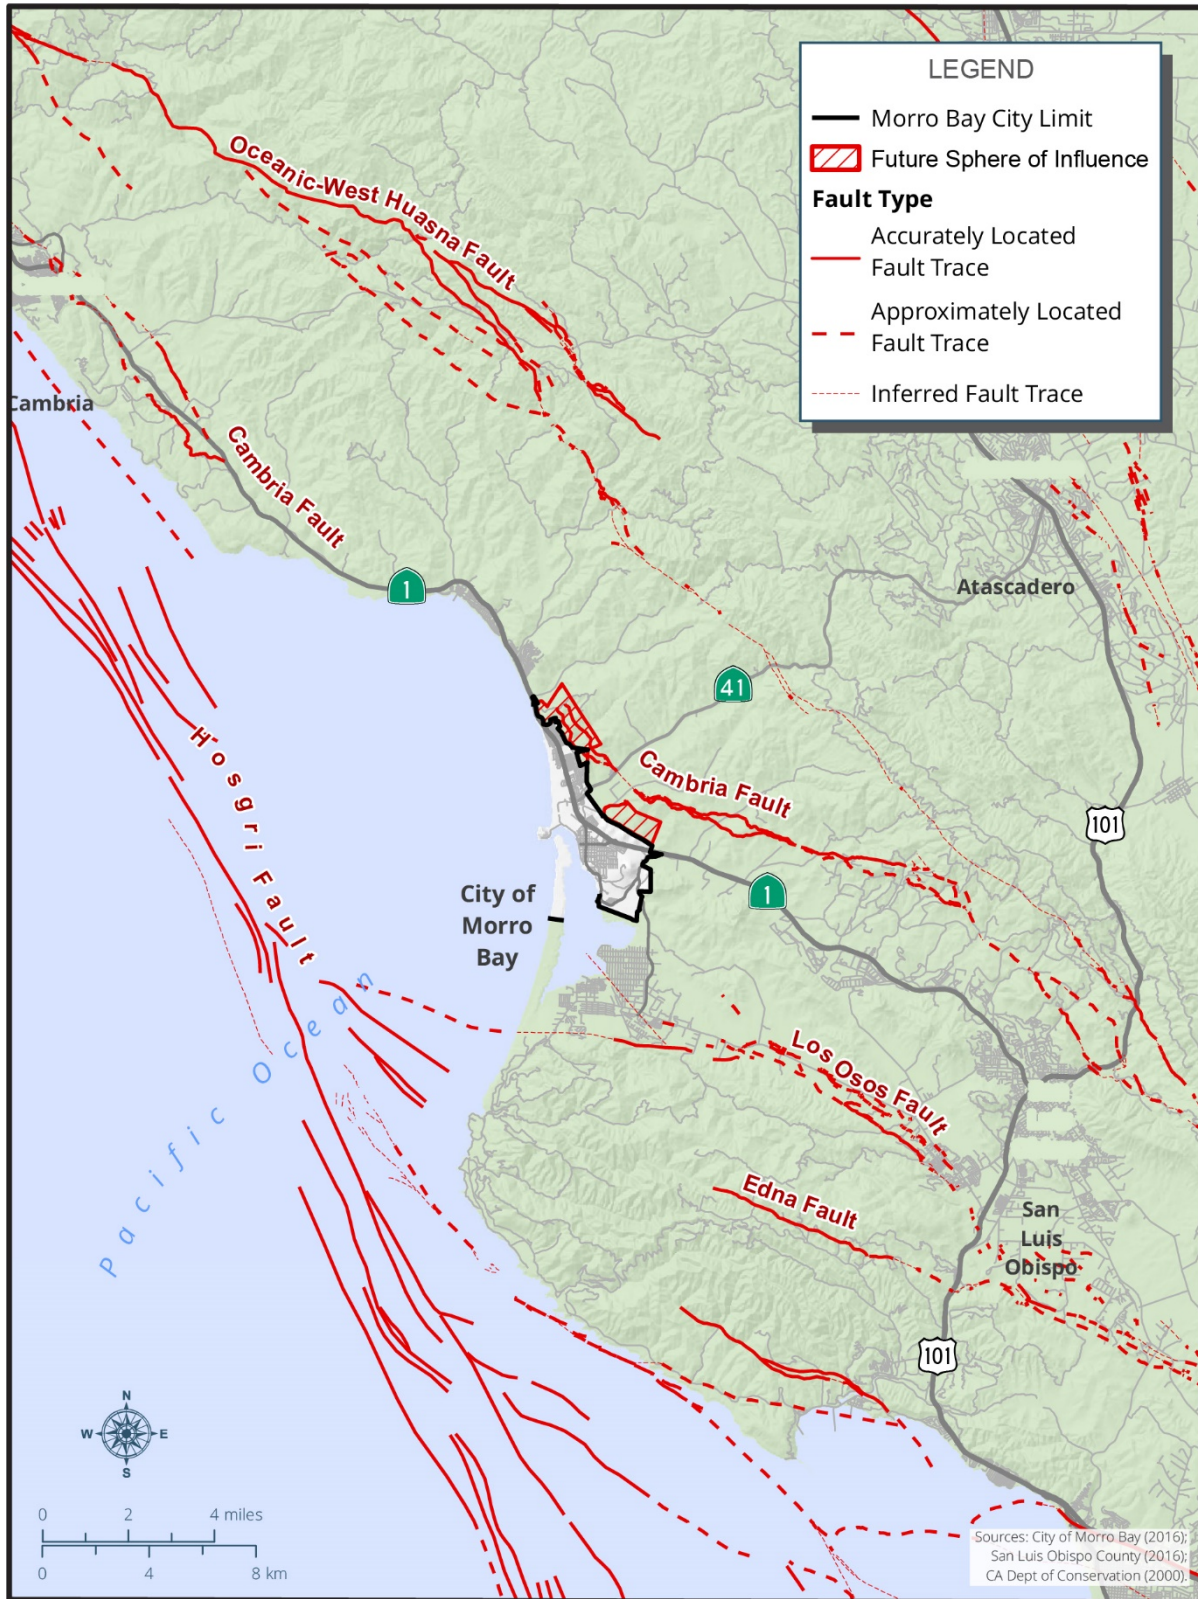 LEGEND
Morro Bay City Limit
Future Sphere of Influence
Fault Type
Accurately Located
Fault Trace
Approximately Located
Fault Trace
Inferred Fault Trace
Oceanic-West Huasna Fault
Cambria
Cambria Fault
1
Atascadero
41
Hosgri Fault
Cambria Fault
101
City of
Morro
Bay
1
Pacific Ocean
Los Osos Fault
Edna Fault
San
Luis
Obispo
101
N
W E
S
0 2 4 miles
0 4 8 km
Sources: City of Morro Bay (2016);
San Luis Obispo County (2016);
CA Dept of Conservation (2000).